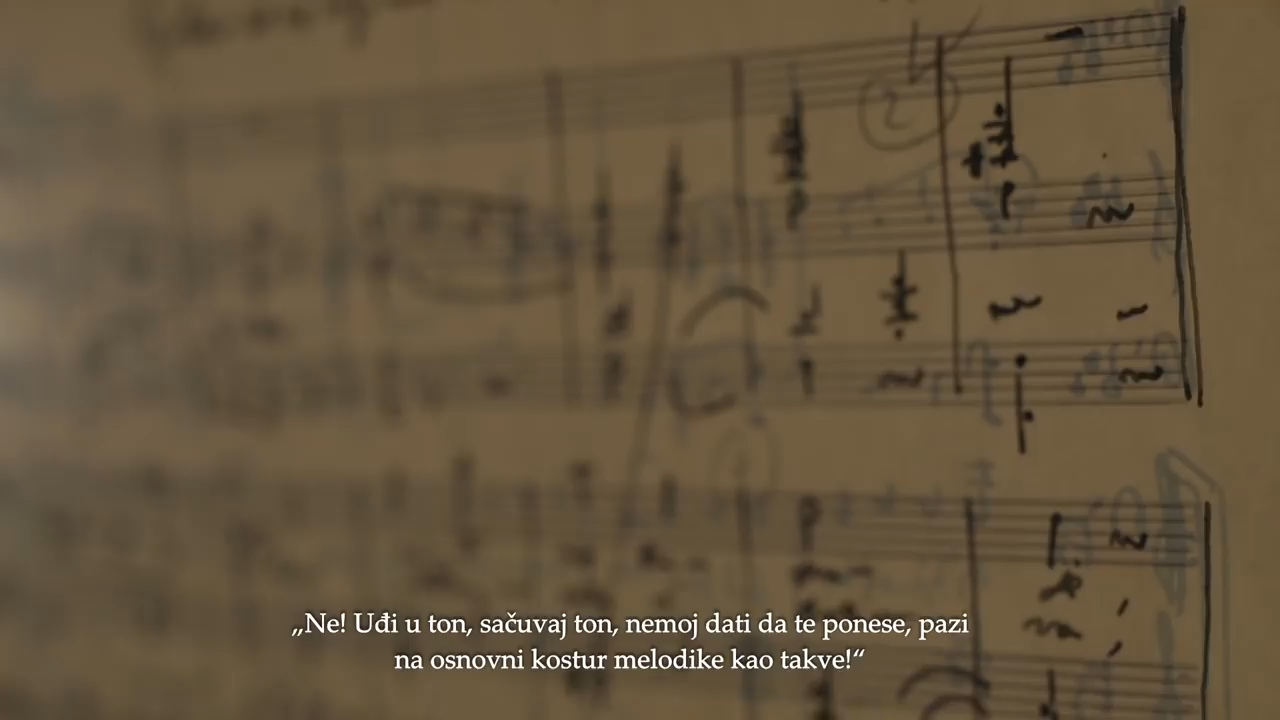 „Ne! Uđi u ton, sačuvaj ton, nemoj dati da te ponese, pazi
na osnovni kostur melodike kao takve!“